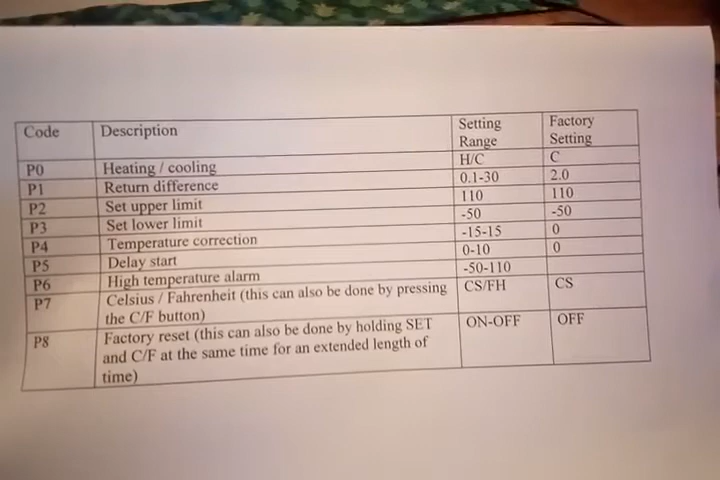 Code Description Setting Range Factory Setting
P0 Heating / cooling H/C C
P1 Return difference 0.1-30 2.0
P2 Set upper limit 110 110
P3 Set lower limit -50 -50
P4 Temperature correction -15-15 0
P5 Delay start 0-10 0
P6 High temperature alarm -50-110
P7 Celsius / Fahrenheit (this can also be done by pressing CS/FH CS
the C/F button)
P8 Factory reset (this can also be done by holding SET ON-OFF OFF
and C/F at the same time for an extended length of
time)